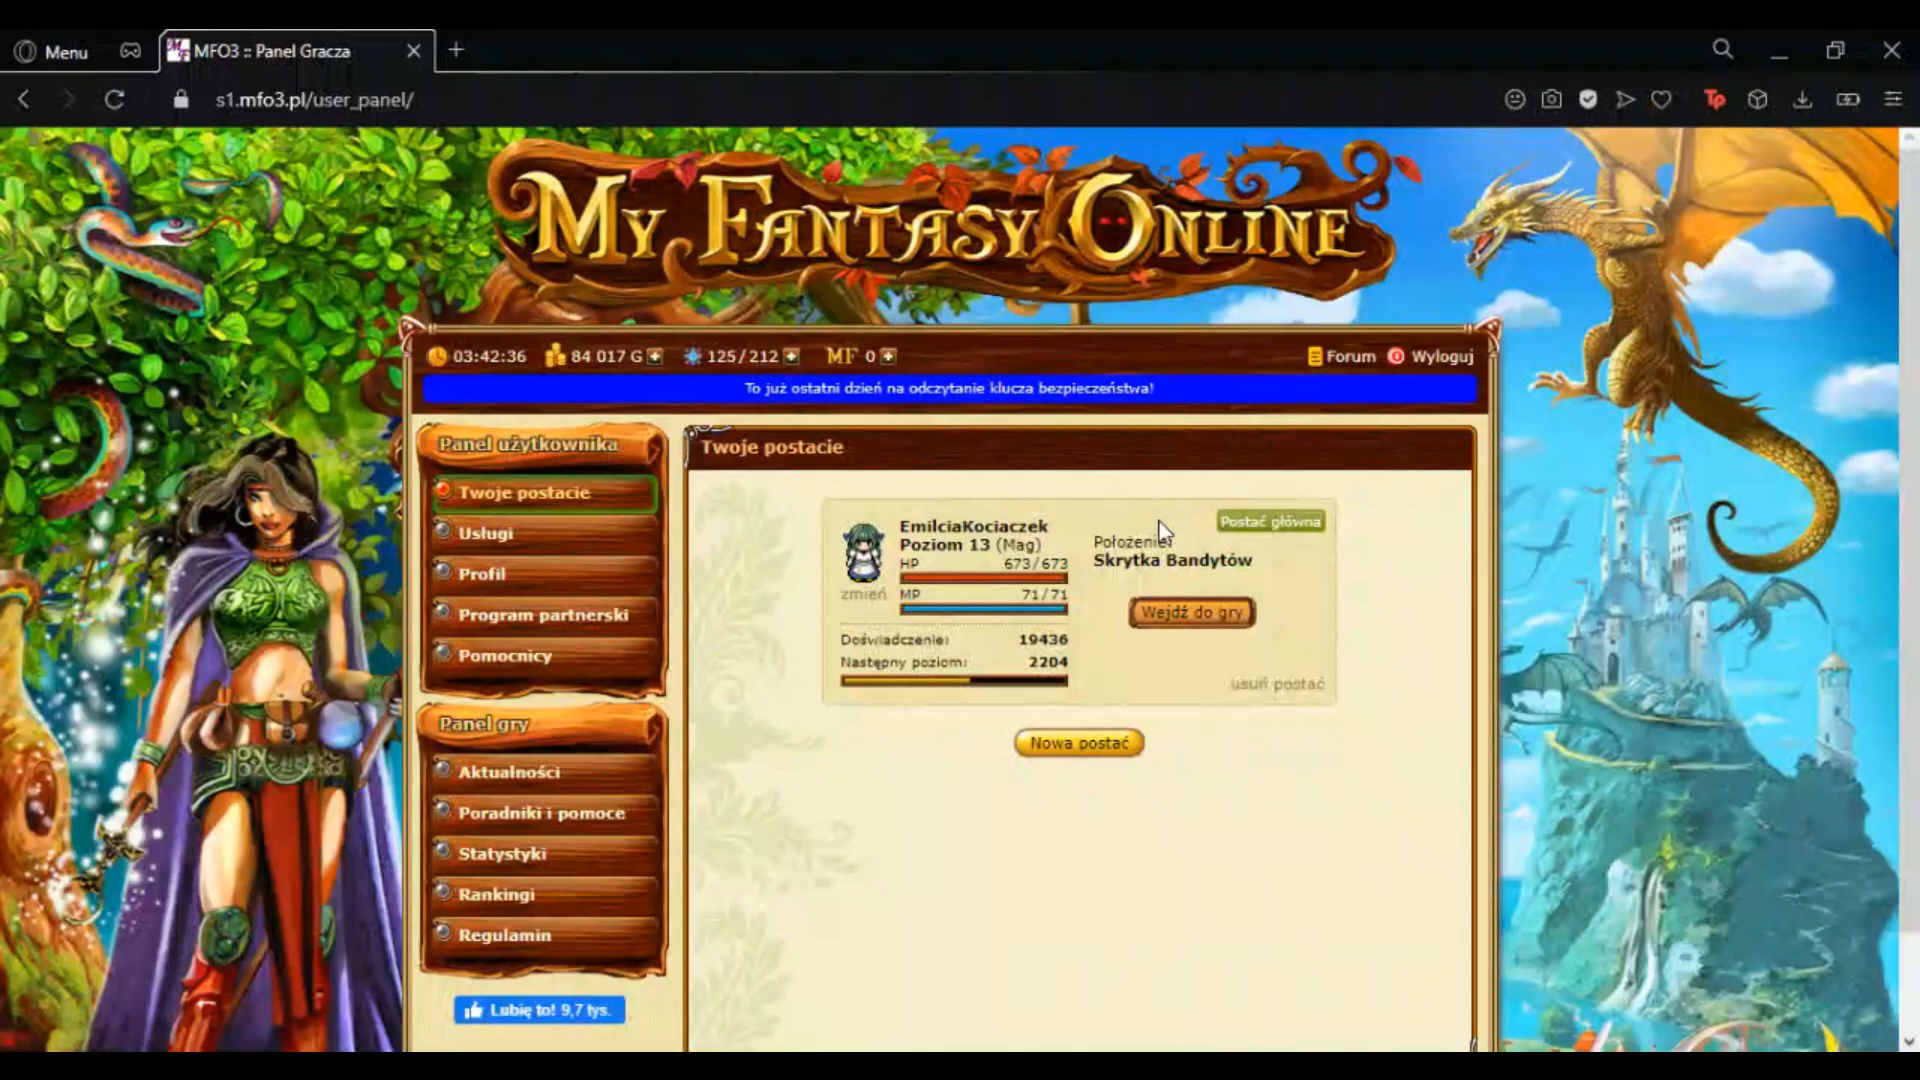 Menu
MFO3 :: Panel Gracza
s1.mfo3.pl/user_panel/
MY FANTASY ONLINE
03:42:36 84 017 G 125/212 MF 0 Forum Wyloguj
To już ostatni dzień na odczytanie klucza bezpieczeństwa!
Panel użytkownika
Twoje postacie
Usługi
Profil
Program partnerski
Pomocnicy
Panel gry
Aktualności
Poradniki i pomoce
Statystyki
Rankingi
Regulamin
Lubię to! 9,7 tys.
Twoje postacie
EmilciaKociaczek
Poziom 13 (Mag)
HP 673/673
zmień MP 71/71
Doświadczenie: 19436
Następny poziom: 2204
Postać główna
Położenie:
Skrytka Bandytów
Wejdź do gry
usuń postać
Nowa postać